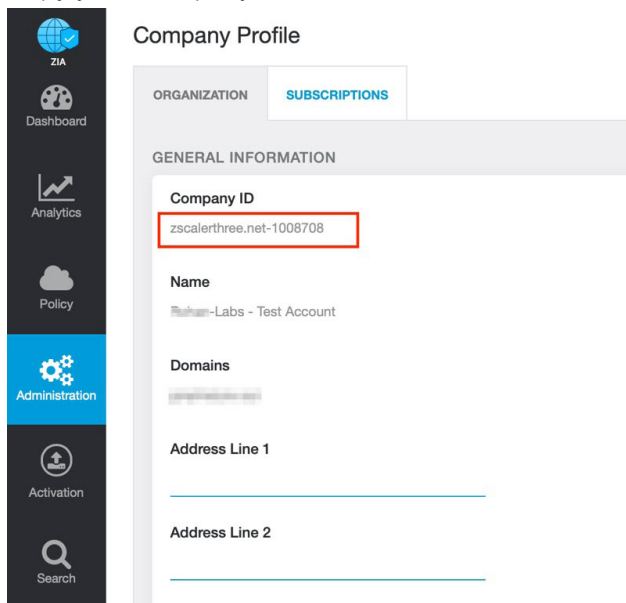 ZIA
Dashboard
Analytics
Policy
Administration
Activation
Search
Company Profile
ORGANIZATION SUBSCRIPTIONS
GENERAL INFORMATION
Company ID
zscalerthree.net-1008708
Name
-Labs - Test Account
Domains
Address Line 1
Address Line 2